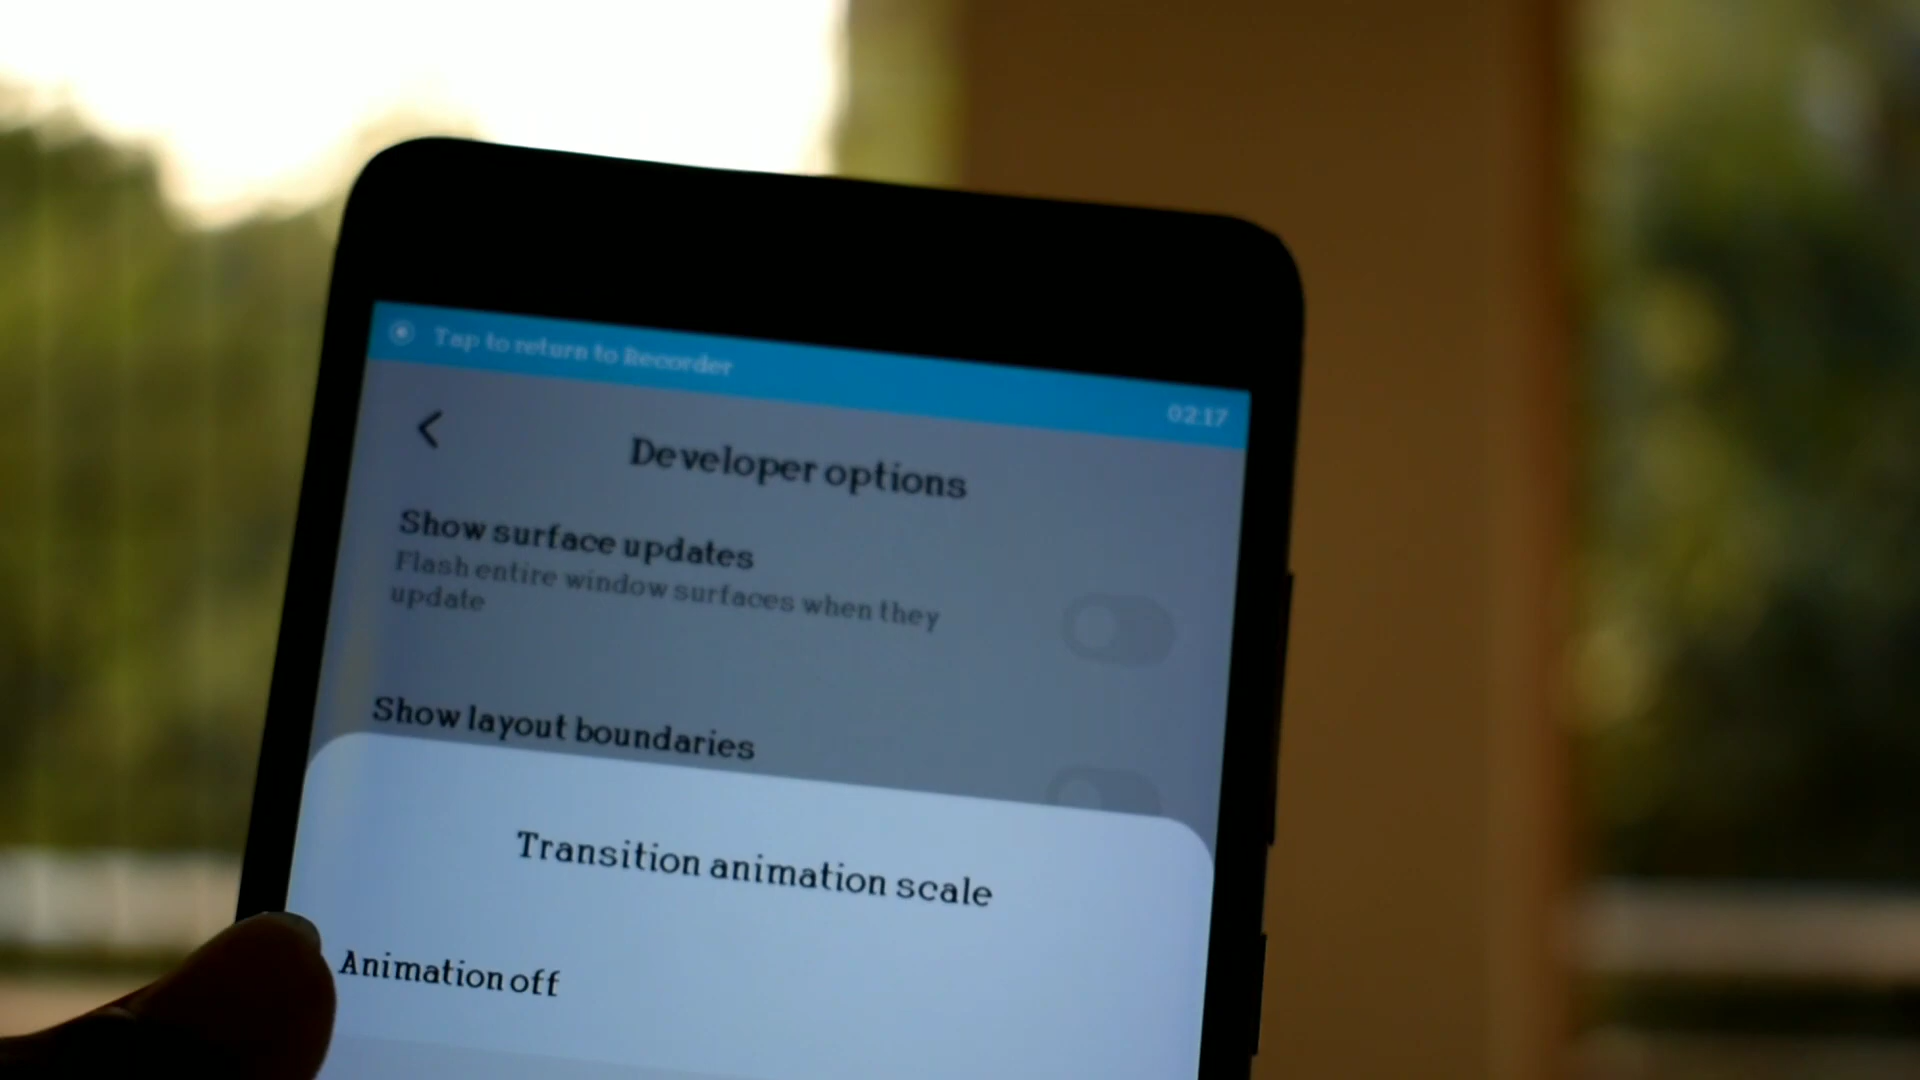 Tap to return to Recorder
02:17
Developer options
Show surface updates
Flash entire window surfaces when they
update
Show layout boundaries
Transition animation scale
Animation off